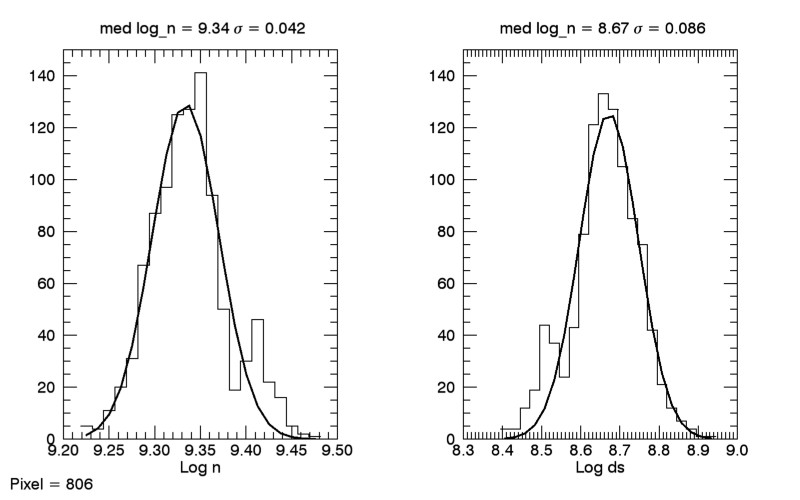 med log_n = 9.34 σ = 0.042
140
120
100
80
60
40
20
0
9.20 9.25 9.30 9.35 9.40 9.45 9.50
Log n
med log_n = 8.67 σ = 0.086
140
120
100
80
60
40
20
0
8.3 8.4 8.5 8.6 8.7 8.8 8.9 9.0
Log ds
Pixel = 806